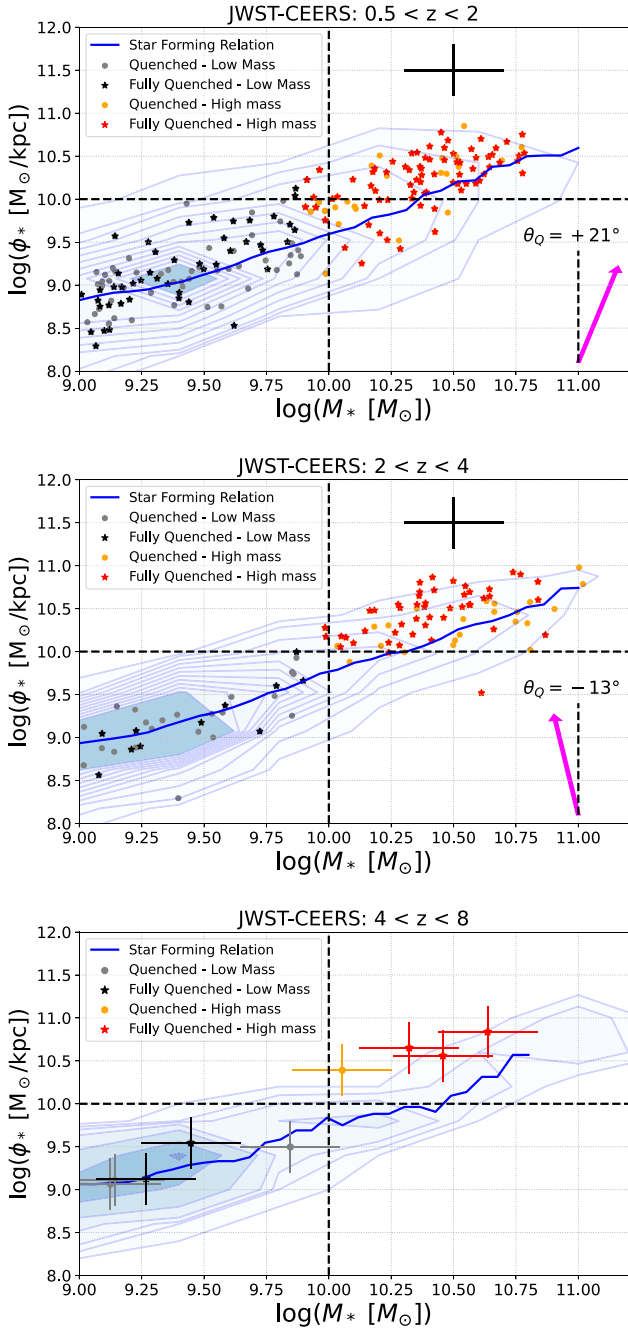 JWST-CEERS: 0.5 < z < 2
log(ϕ* [M⊙/kpc])
12.0
11.5
11.0
10.5
10.0
9.5
9.0
8.5
8.0
Star Forming Relation
Quenched - Low Mass
Fully Quenched - Low Mass
Quenched - High mass
Fully Quenched - High mass
θQ = +21°
9.00 9.25 9.50 9.75 10.00 10.25 10.50 10.75 11.00
log(M* [M⊙])
JWST-CEERS: 2 < z < 4
log(ϕ* [M⊙/kpc])
12.0
11.5
11.0
10.5
10.0
9.5
9.0
8.5
8.0
Star Forming Relation
Quenched - Low Mass
Fully Quenched - Low Mass
Quenched - High mass
Fully Quenched - High mass
θQ = −13°
9.00 9.25 9.50 9.75 10.00 10.25 10.50 10.75 11.00
log(M* [M⊙])
JWST-CEERS: 4 < z < 8
log(ϕ* [M⊙/kpc])
12.0
11.5
11.0
10.5
10.0
9.5
9.0
8.5
8.0
Star Forming Relation
Quenched - Low Mass
Fully Quenched - Low Mass
Quenched - High mass
Fully Quenched - High mass
9.00 9.25 9.50 9.75 10.00 10.25 10.50 10.75 11.00
log(M* [M⊙])